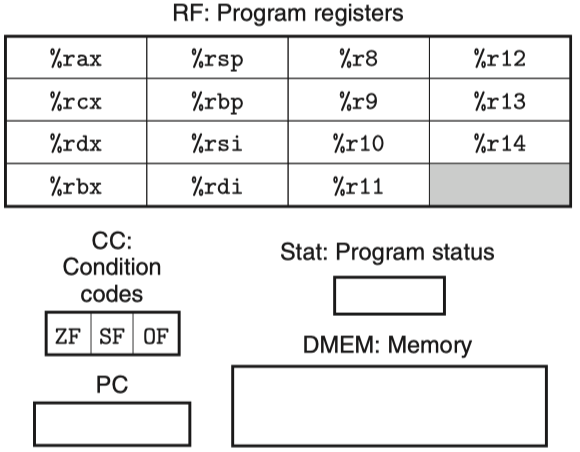 RF: Program registers
%rax %rsp %r8 %r12
%rcx %rbp %r9 %r13
%rdx %rsi %r10 %r14
%rbx %rdi %r11
CC:
Condition
codes
ZF SF OF
Stat: Program status
DMEM: Memory
PC